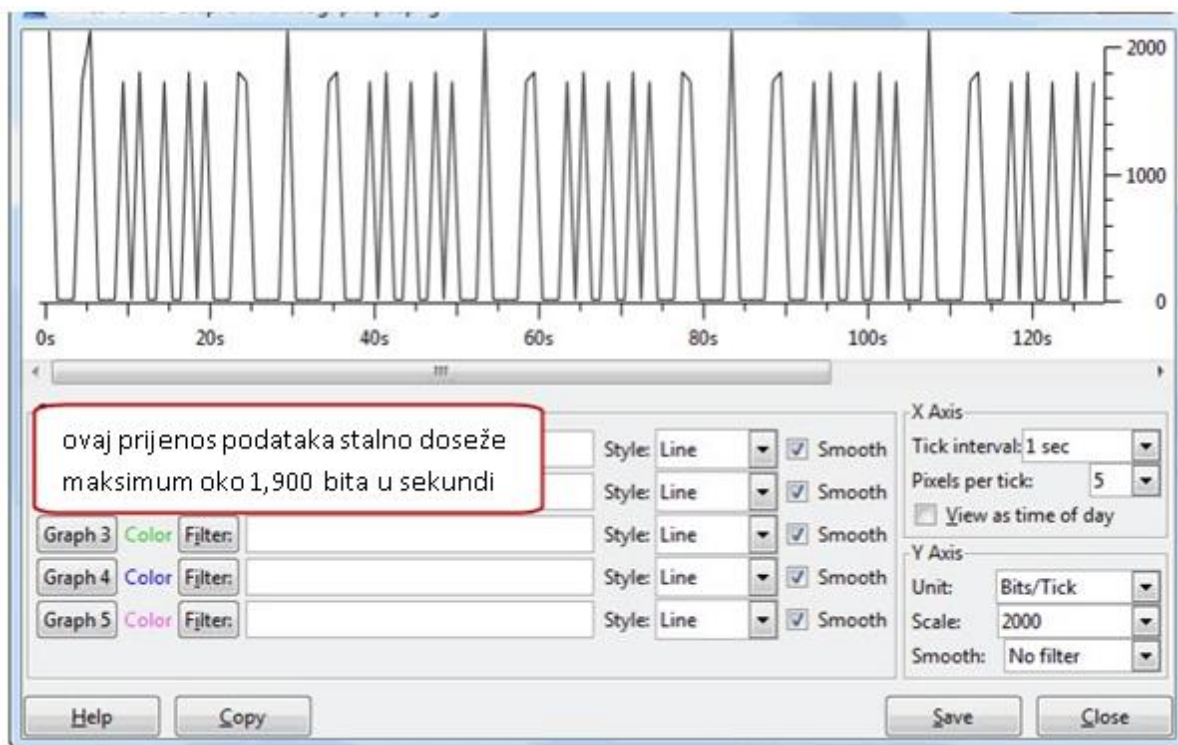 2000
1000
0
0s 20s 40s 60s 80s 100s 120s
ovaj prijenos podataka stalno doseže
maksimum oko 1,900 bita u sekundi
Style: Line Smooth
Style: Line Smooth
Graph 3 Color Filter: Style: Line Smooth
Graph 4 Color Filter: Style: Line Smooth
Graph 5 Color Filter: Style: Line Smooth
X Axis
Tick interval: 1 sec
Pixels per tick: 5
View as time of day
Y Axis
Unit: Bits/Tick
Scale: 2000
Smooth: No filter
Help Copy Save Close